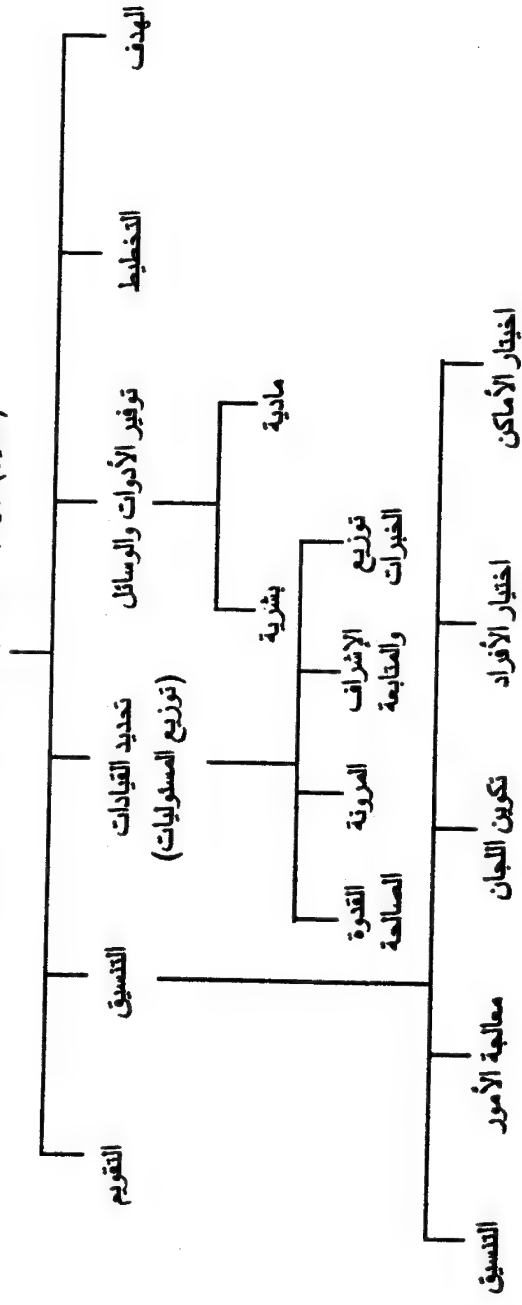 الهدف
التخطيط
توفير الأدوات والوسائل
تحديد القيادات
(توزيع المسئوليات)
التنسيق
التقويم
مادية
بشرية
توزيع
الخبرات
الإشراف
والمتابعة
المرونة
القدوة
الصالحة
اختيار الأماكن
اختيار الأفراد
تكوين اللجان
معالجة الأمور
التنسيق